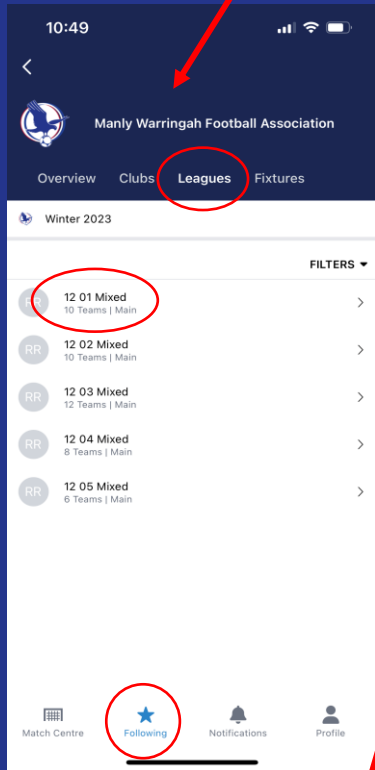 10:49
Manly Warringah Football Association
Overview Clubs Leagues Fixtures
Winter 2023
FILTERS
RR 12 01 Mixed
10 Teams | Main
RR 12 02 Mixed
10 Teams | Main
RR 12 03 Mixed
12 Teams | Main
RR 12 04 Mixed
8 Teams | Main
RR 12 05 Mixed
6 Teams | Main
Match Centre Following Notifications Profile